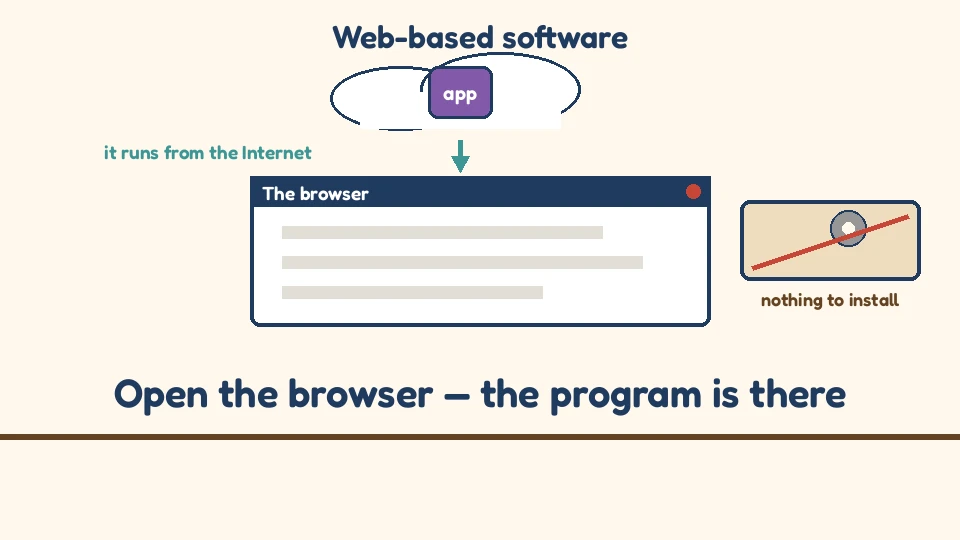 Web-based software
app
it runs from the Internet
The browser
nothing to install
Open the browser — the program is there